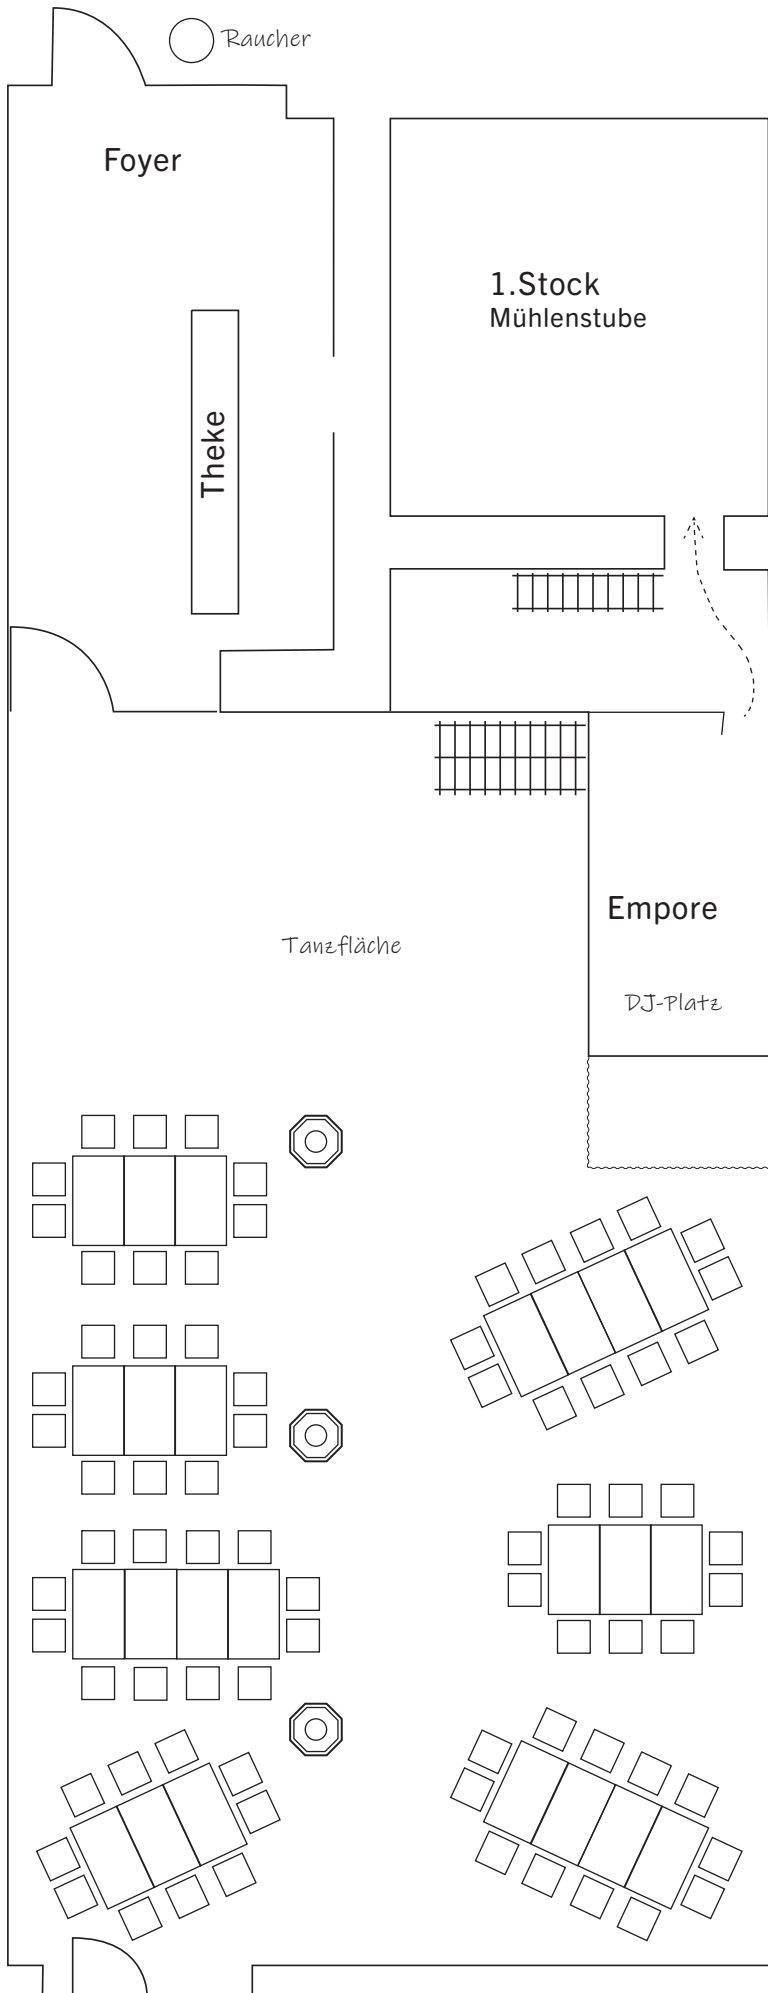 Raucher
Foyer
1.Stock
Mühlenstube
Theke
Empore
Tanzfläche
DJ-Platz